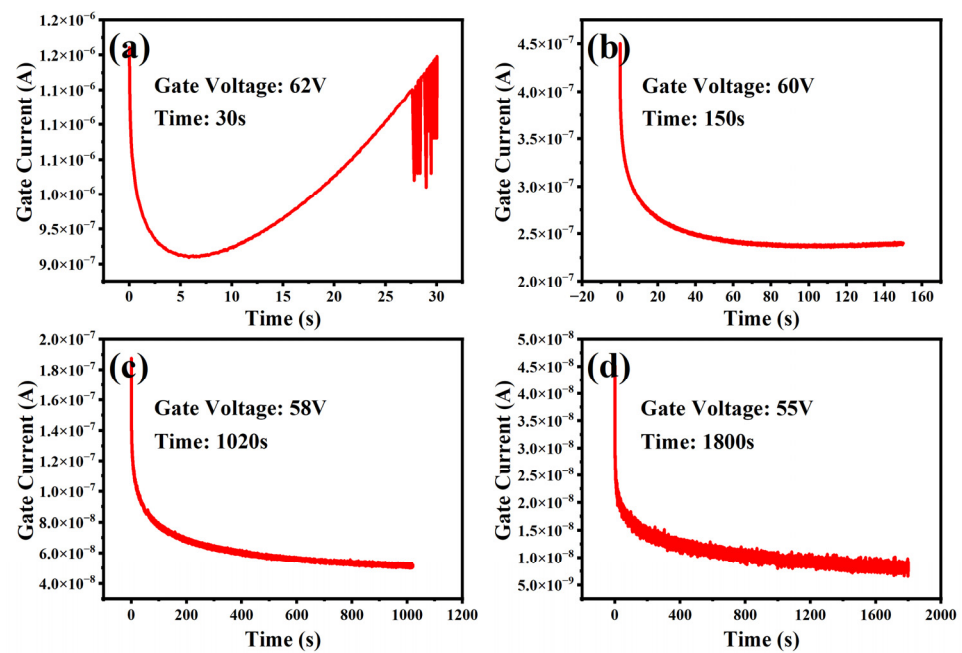 (a)
Gate Voltage: 62V
Time: 30s
Gate Current (A)
1.2×10⁻⁶
1.2×10⁻⁶
1.1×10⁻⁶
1.1×10⁻⁶
1.1×10⁻⁶
1.0×10⁻⁶
9.5×10⁻⁷
9.0×10⁻⁷
0 5 10 15 20 25 30
Time (s)
(b)
Gate Voltage: 60V
Time: 150s
Gate Current (A)
4.5×10⁻⁷
4.0×10⁻⁷
3.5×10⁻⁷
3.0×10⁻⁷
2.5×10⁻⁷
2.0×10⁻⁷
−20 0 20 40 60 80 100 120 140 160
Time (s)
(c)
Gate Voltage: 58V
Time: 1020s
Gate Current (A)
2.0×10⁻⁷
1.8×10⁻⁷
1.6×10⁻⁷
1.4×10⁻⁷
1.2×10⁻⁷
1.0×10⁻⁷
8.0×10⁻⁸
6.0×10⁻⁸
4.0×10⁻⁸
0 200 400 600 800 1000 1200
Time (s)
(d)
Gate Voltage: 55V
Time: 1800s
Gate Current (A)
5.0×10⁻⁸
4.5×10⁻⁸
4.0×10⁻⁸
3.5×10⁻⁸
3.0×10⁻⁸
2.5×10⁻⁸
2.0×10⁻⁸
1.5×10⁻⁸
1.0×10⁻⁸
5.0×10⁻⁹
0 400 800 1200 1600 2000
Time (s)